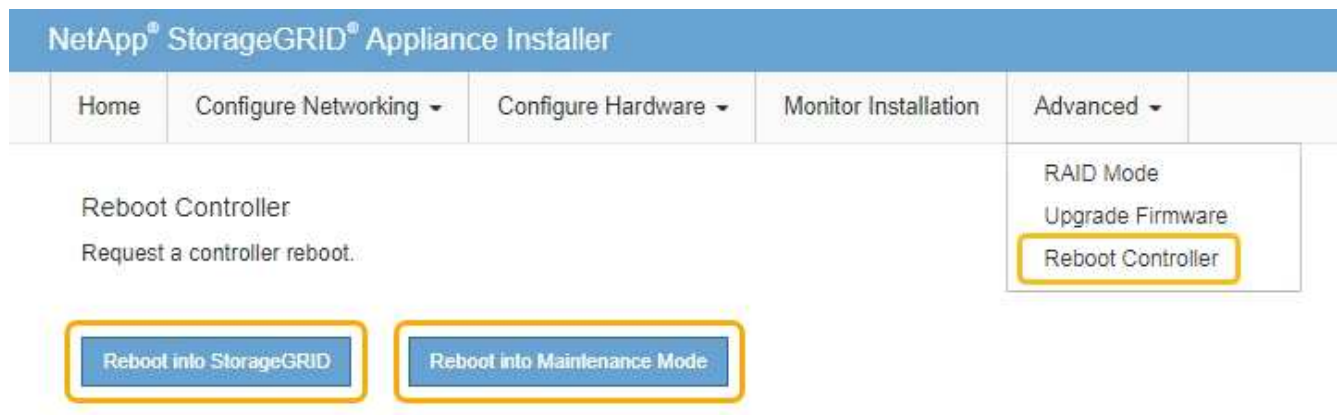 NetApp® StorageGRID® Appliance Installer
Home Configure Networking Configure Hardware Monitor Installation Advanced
RAID Mode
Upgrade Firmware
Reboot Controller
Reboot Controller
Request a controller reboot.
Reboot into StorageGRID Reboot into Maintenance Mode